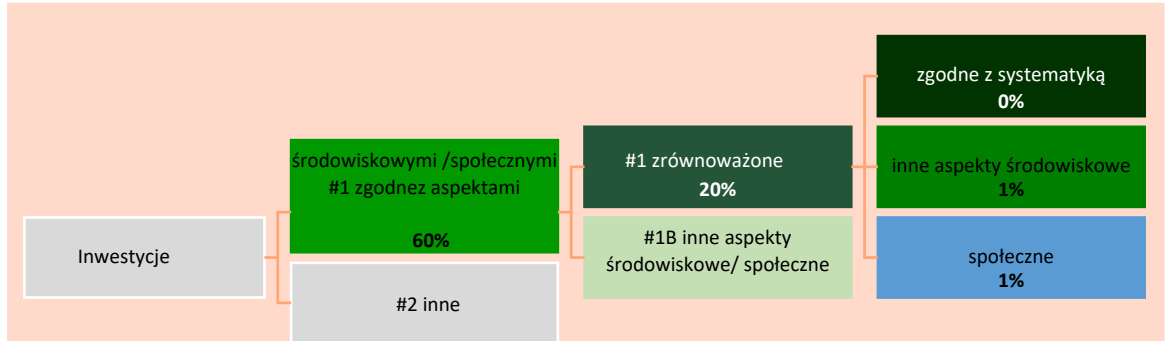 Inwestycje
środowiskowymi /społecznymi
#1 zgodnez aspektami
60%
#2 inne
#1 zrównoważone
20%
#1B inne aspekty
środowiskowe/ społeczne
zgodne z systematyką
0%
inne aspekty środowiskowe
1%
społeczne
1%